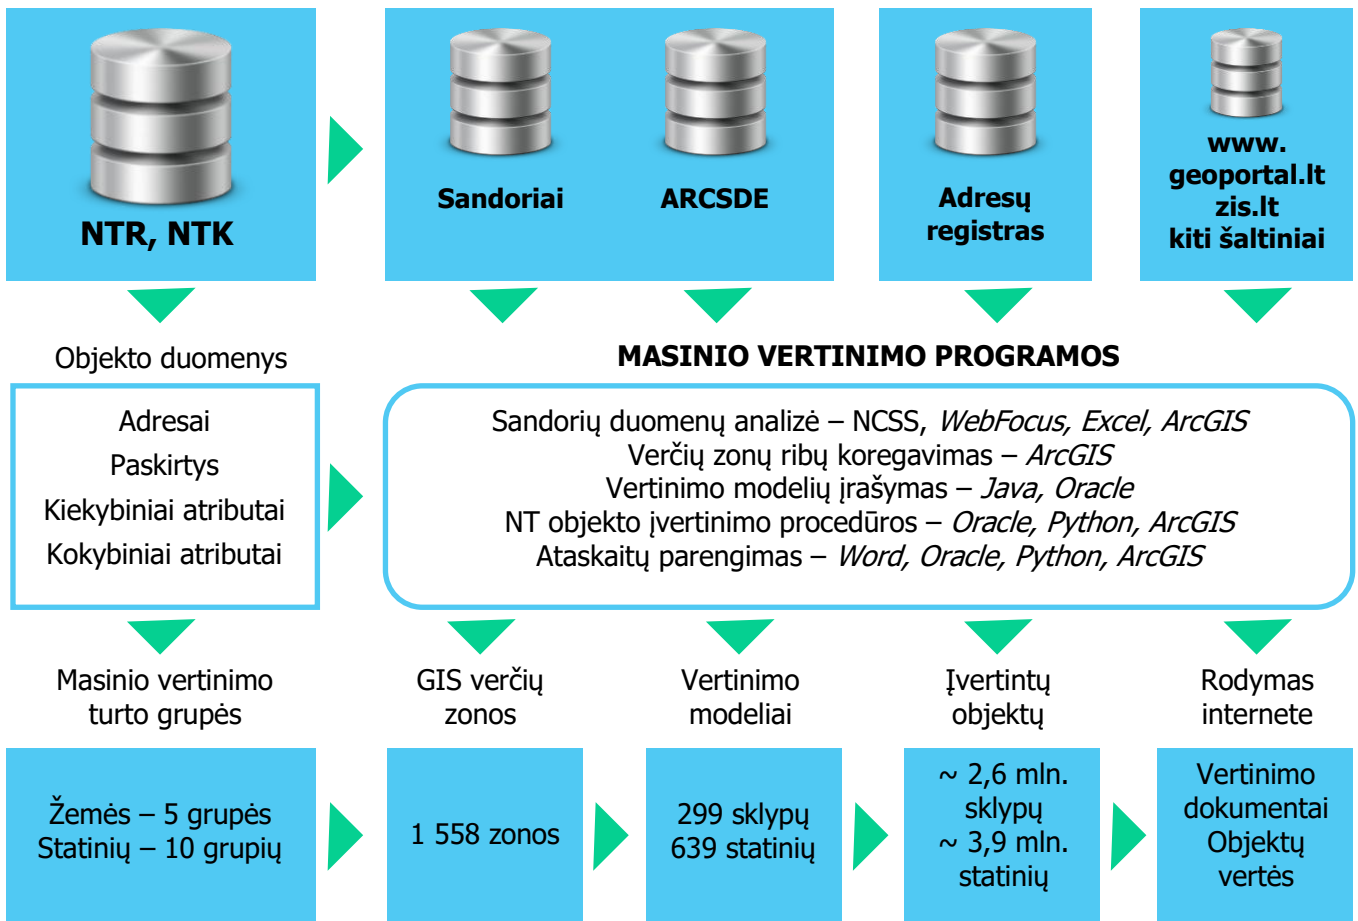 NTR, NTK
Sandoriai
ARCSDE
Adresų
registras
www.
geoportal.lt
zis.lt
kiti šaltiniai
Objekto duomenys
Adresai
Paskirtys
Kiekybiniai atributai
Kokybiniai atributai
MASINIO VERTINIMO PROGRAMOS
Sandorių duomenų analizė – NCSS, WebFocus, Excel, ArcGIS
Verčių zonų ribų koregavimas – ArcGIS
Vertinimo modelių įrašymas – Java, Oracle
NT objekto įvertinimo procedūros – Oracle, Python, ArcGIS
Ataskaitų parengimas – Word, Oracle, Python, ArcGIS
Masinio vertinimo
turto grupės
Žemės – 5 grupės
Statinių – 10 grupių
GIS verčių
zonos
1 558 zonos
Vertinimo
modeliai
299 sklypų
639 statinių
Įvertintų
objektų
~ 2,6 mln.
sklypų
~ 3,9 mln.
statinių
Rodymas
internete
Vertinimo
dokumentai
Objektų
vertės